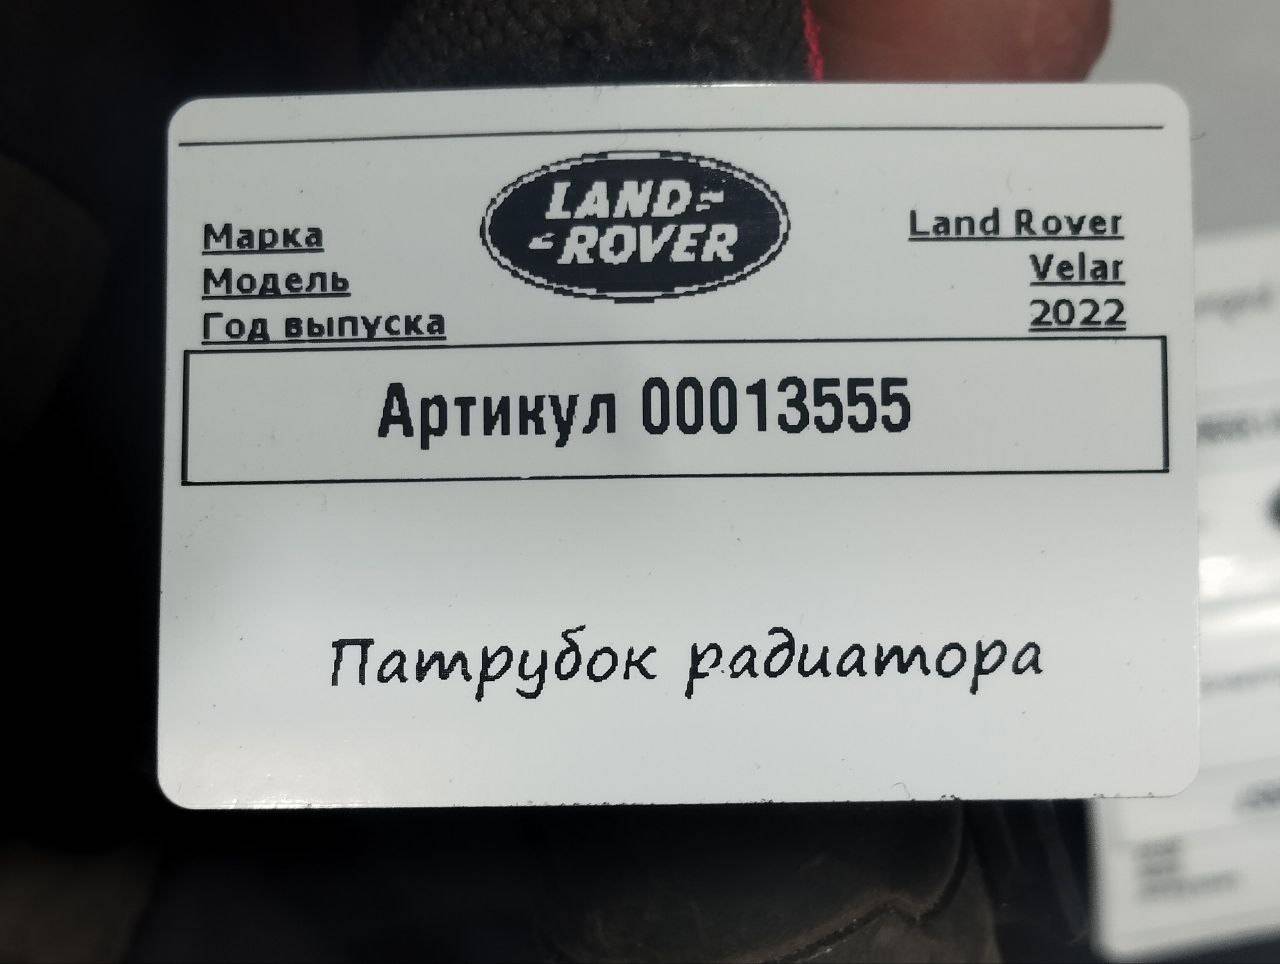 LAND
ROVER
Марка
Land Rover
Модель
Velar
Год выпуска
2022
Артикул 00013555
Патрубок радиатора